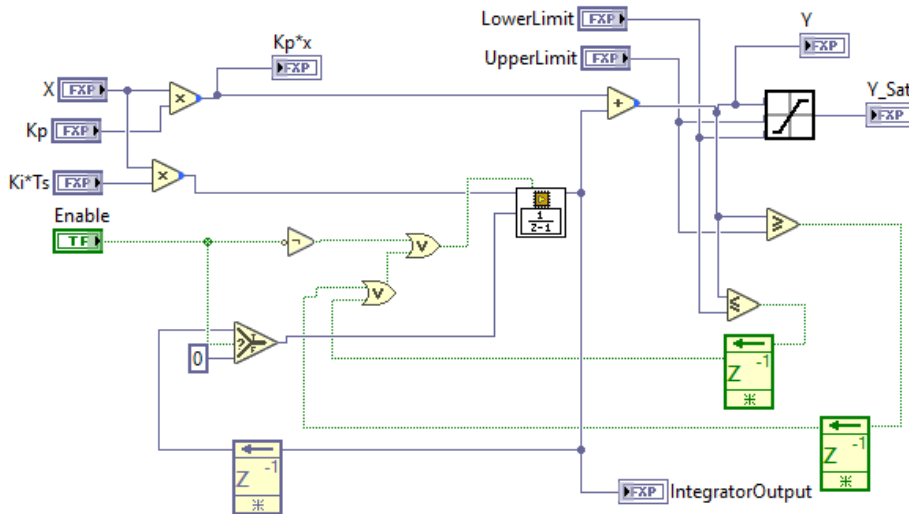 LowerLimit
FXP
Y
FXP
Kp*x
FXP
UpperLimit
FXP
X
FXP
x
+
Y_Sat
FXP
Kp
FXP
Ki*Ts
FXP
x
1
Z-1
Enable
TF
¬
V
≥
V
≤
?
T
F
0
Z -1
Z -1
Z -1
FXP
IntegratorOutput